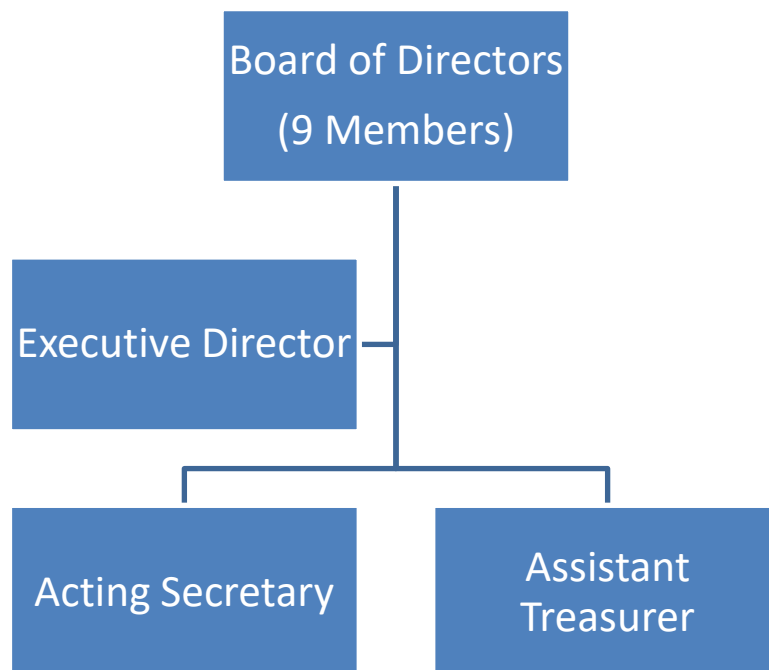 Board of Directors
(9 Members)
Executive Director
Acting Secretary
Assistant
Treasurer